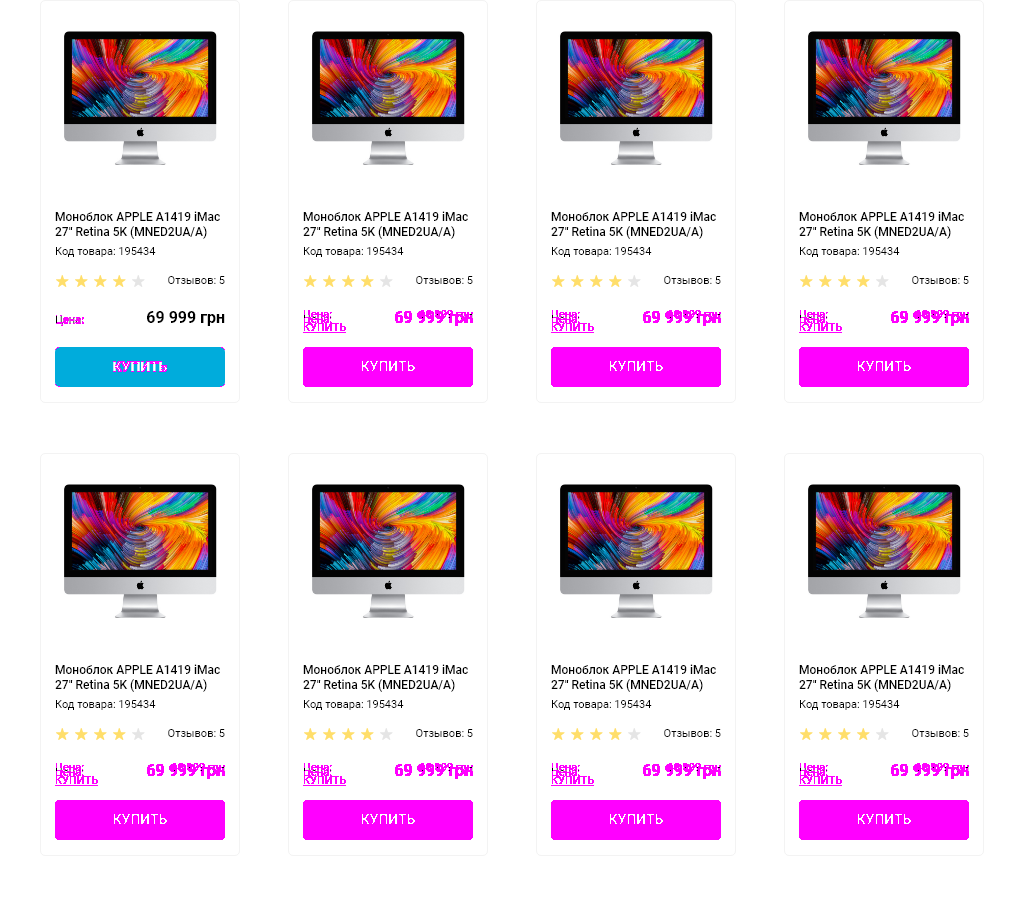 Моноблок APPLE A1419 iMac
27" Retina 5K (MNED2UA/A)
Код товара: 195434
Отзывов: 5
Цена: 69 999 грн
КУПИТЬ
Моноблок APPLE A1419 iMac
27" Retina 5K (MNED2UA/A)
Код товара: 195434
Отзывов: 5
Цена: 69 999 грн
КУПИТЬ
КУПИТЬ
Моноблок APPLE A1419 iMac
27" Retina 5K (MNED2UA/A)
Код товара: 195434
Отзывов: 5
Цена: 69 999 грн
КУПИТЬ
КУПИТЬ
Моноблок APPLE A1419 iMac
27" Retina 5K (MNED2UA/A)
Код товара: 195434
Отзывов: 5
Цена: 69 999 грн
КУПИТЬ
КУПИТЬ
Моноблок APPLE A1419 iMac
27" Retina 5K (MNED2UA/A)
Код товара: 195434
Отзывов: 5
Цена: 69 999 грн
КУПИТЬ
КУПИТЬ
Моноблок APPLE A1419 iMac
27" Retina 5K (MNED2UA/A)
Код товара: 195434
Отзывов: 5
Цена: 69 999 грн
КУПИТЬ
КУПИТЬ
Моноблок APPLE A1419 iMac
27" Retina 5K (MNED2UA/A)
Код товара: 195434
Отзывов: 5
Цена: 69 999 грн
КУПИТЬ
КУПИТЬ
Моноблок APPLE A1419 iMac
27" Retina 5K (MNED2UA/A)
Код товара: 195434
Отзывов: 5
Цена: 69 999 грн
КУПИТЬ
КУПИТЬ